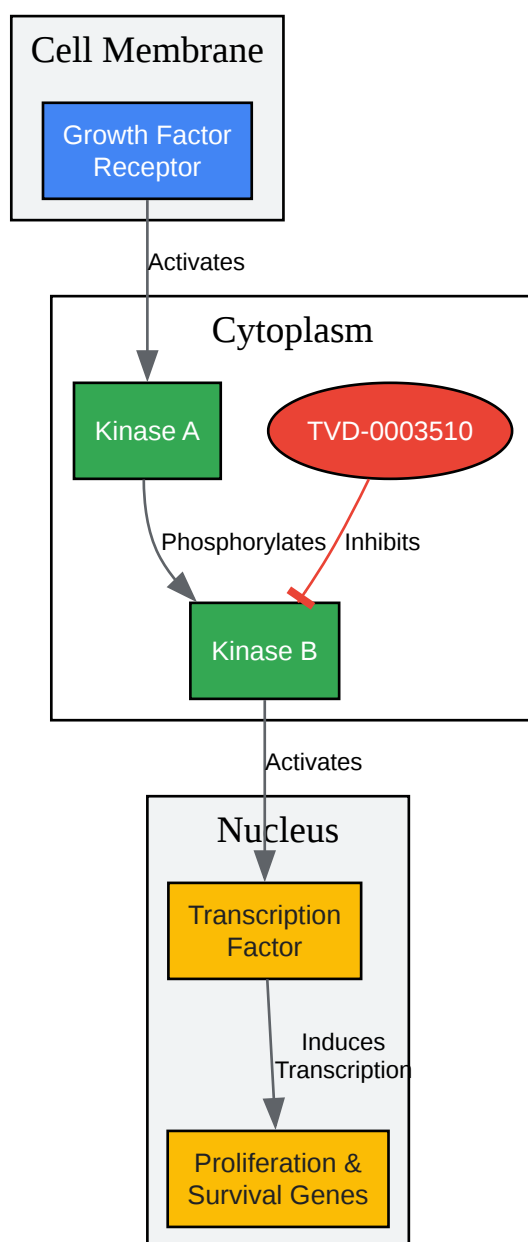 Cell Membrane
Growth Factor
Receptor
Activates
Cytoplasm
Kinase A
TVD-0003510
Phosphorylates
Inhibits
Kinase B
Activates
Nucleus
Transcription
Factor
Induces
Transcription
Proliferation &
Survival Genes